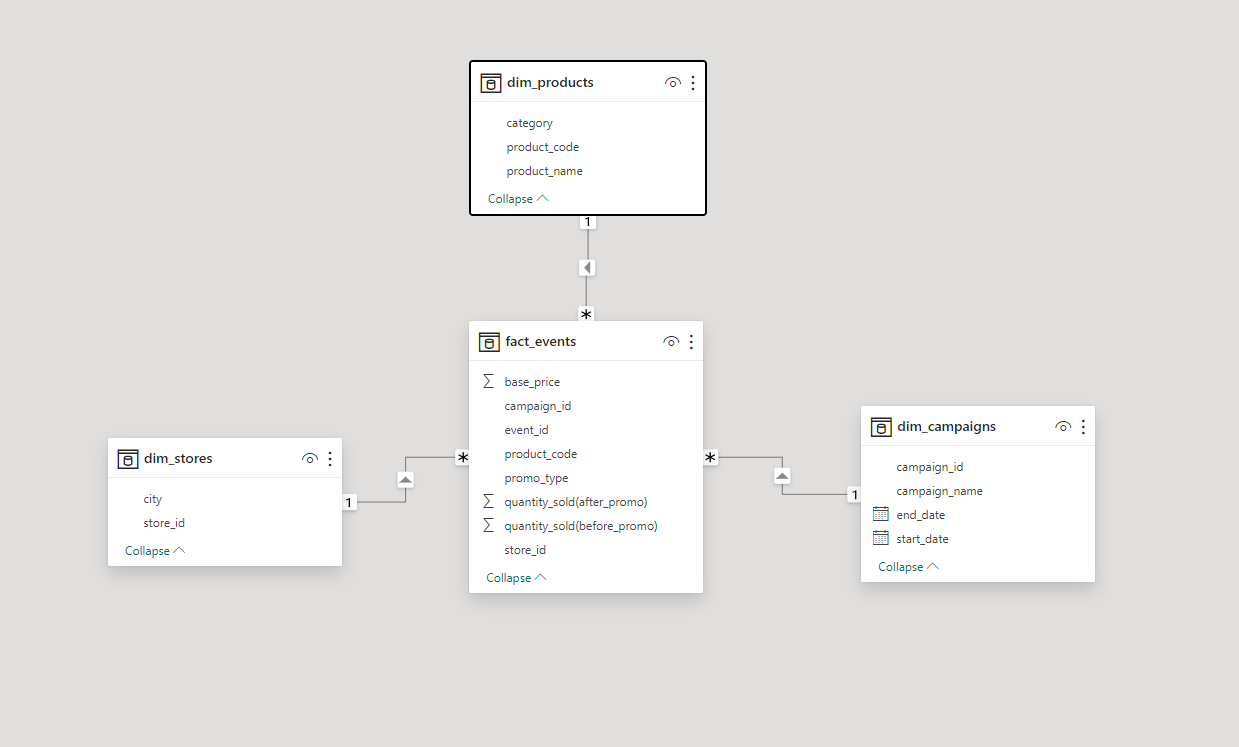 dim_products
category
product_code
product_name
Collapse
1
*
fact_events
base_price
campaign_id
event_id
product_code
promo_type
quantity_sold(after_promo)
quantity_sold(before_promo)
store_id
Collapse
dim_stores
city
store_id
Collapse
1
*
dim_campaigns
campaign_id
campaign_name
end_date
start_date
Collapse
*
1